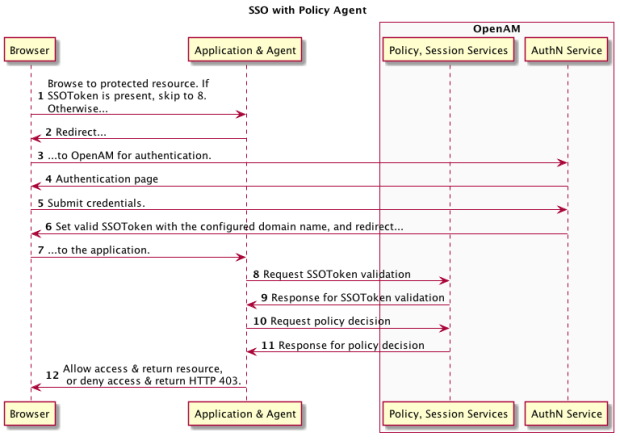 SSO with Policy Agent
OpenAM
Browser
Application & Agent
Policy, Session Services
AuthN Service
Browse to protected resource. If
1 SSOToken is present, skip to 8.
Otherwise...
2 Redirect...
3 ...to OpenAM for authentication.
4 Authentication page
5 Submit credentials.
6 Set valid SSOToken with the configured domain name, and redirect...
7 ...to the application.
8 Request SSOToken validation
9 Response for SSOToken validation
10 Request policy decision
11 Response for policy decision
12 Allow access & return resource,
or deny access & return HTTP 403.
Browser
Application & Agent
Policy, Session Services
AuthN Service